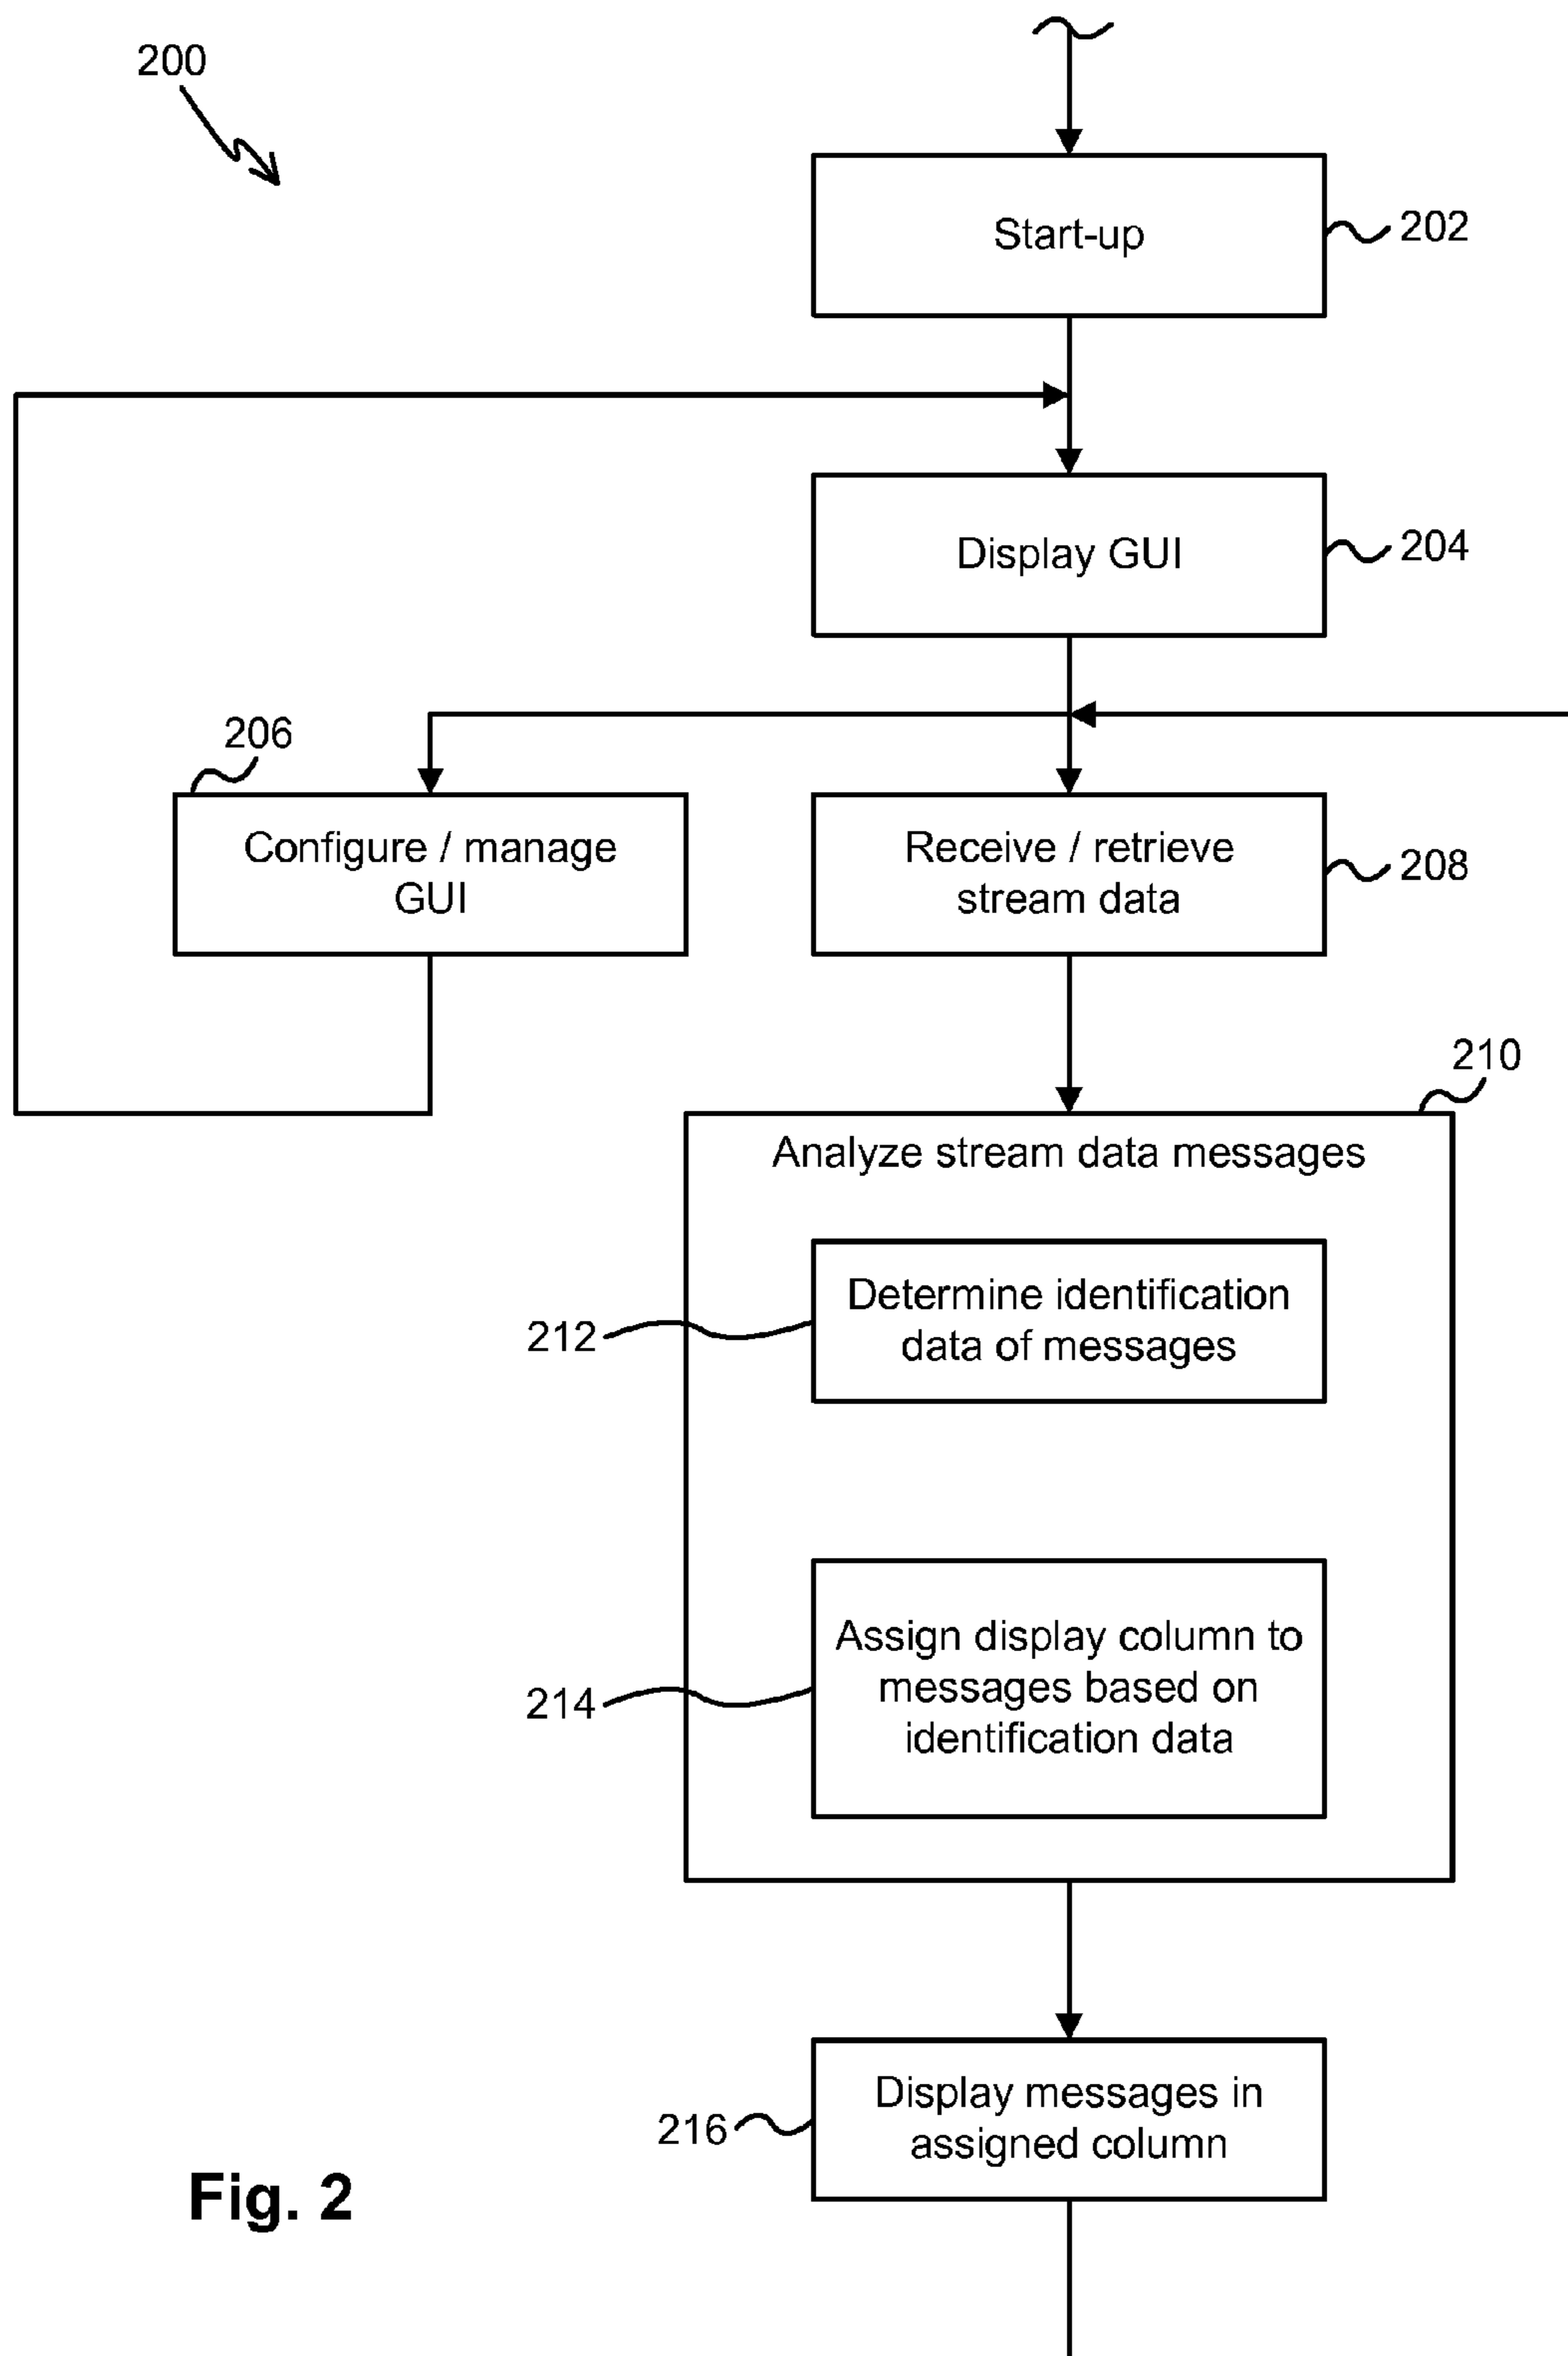 200
Start-up
202
Display GUI
204
206
Configure / manage
GUI
Receive / retrieve
stream data
208
210
Analyze stream data messages
Determine identification
data of messages
212
Assign display column to
messages based on
identification data
214
Display messages in
assigned column
216
Fig. 2